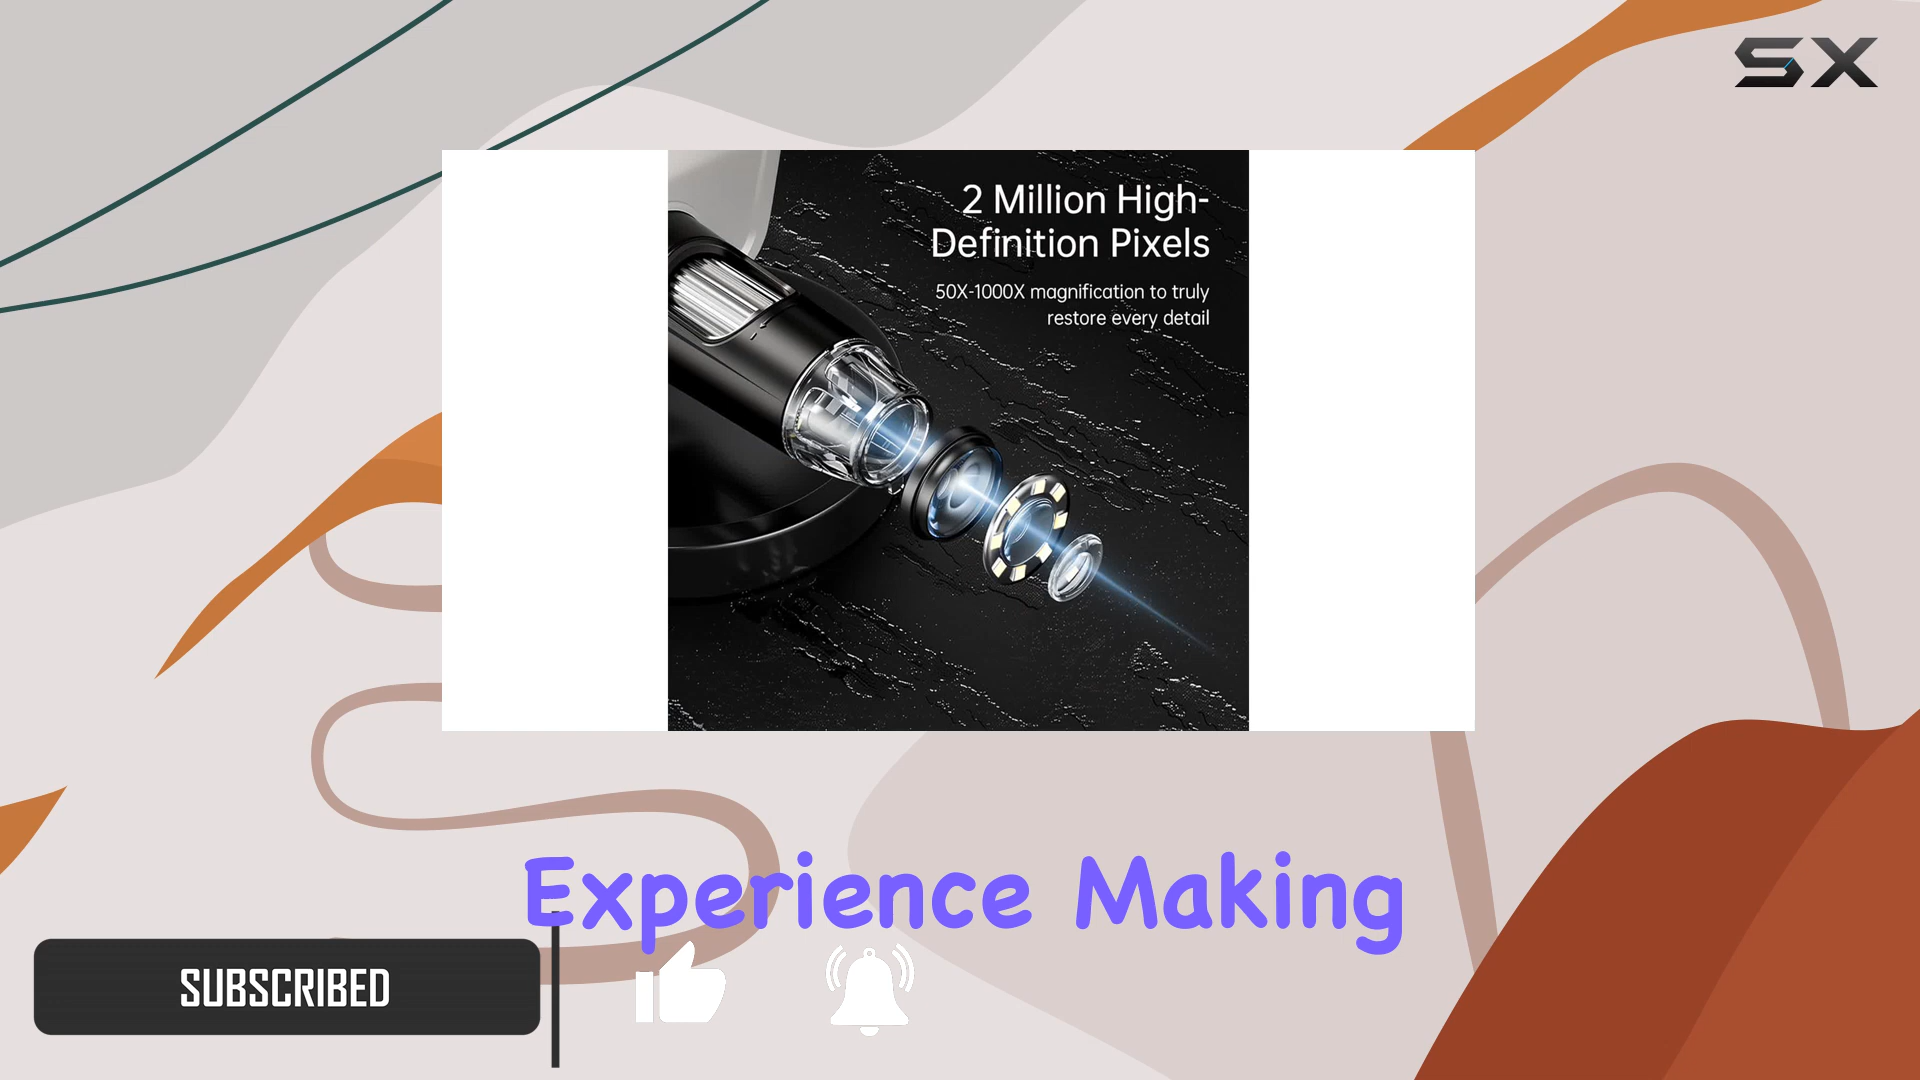 SX
2 Million High-
Definition Pixels
50X-1000X magnification to truly
restore every detail
Experience Making
SUBSCRIBED